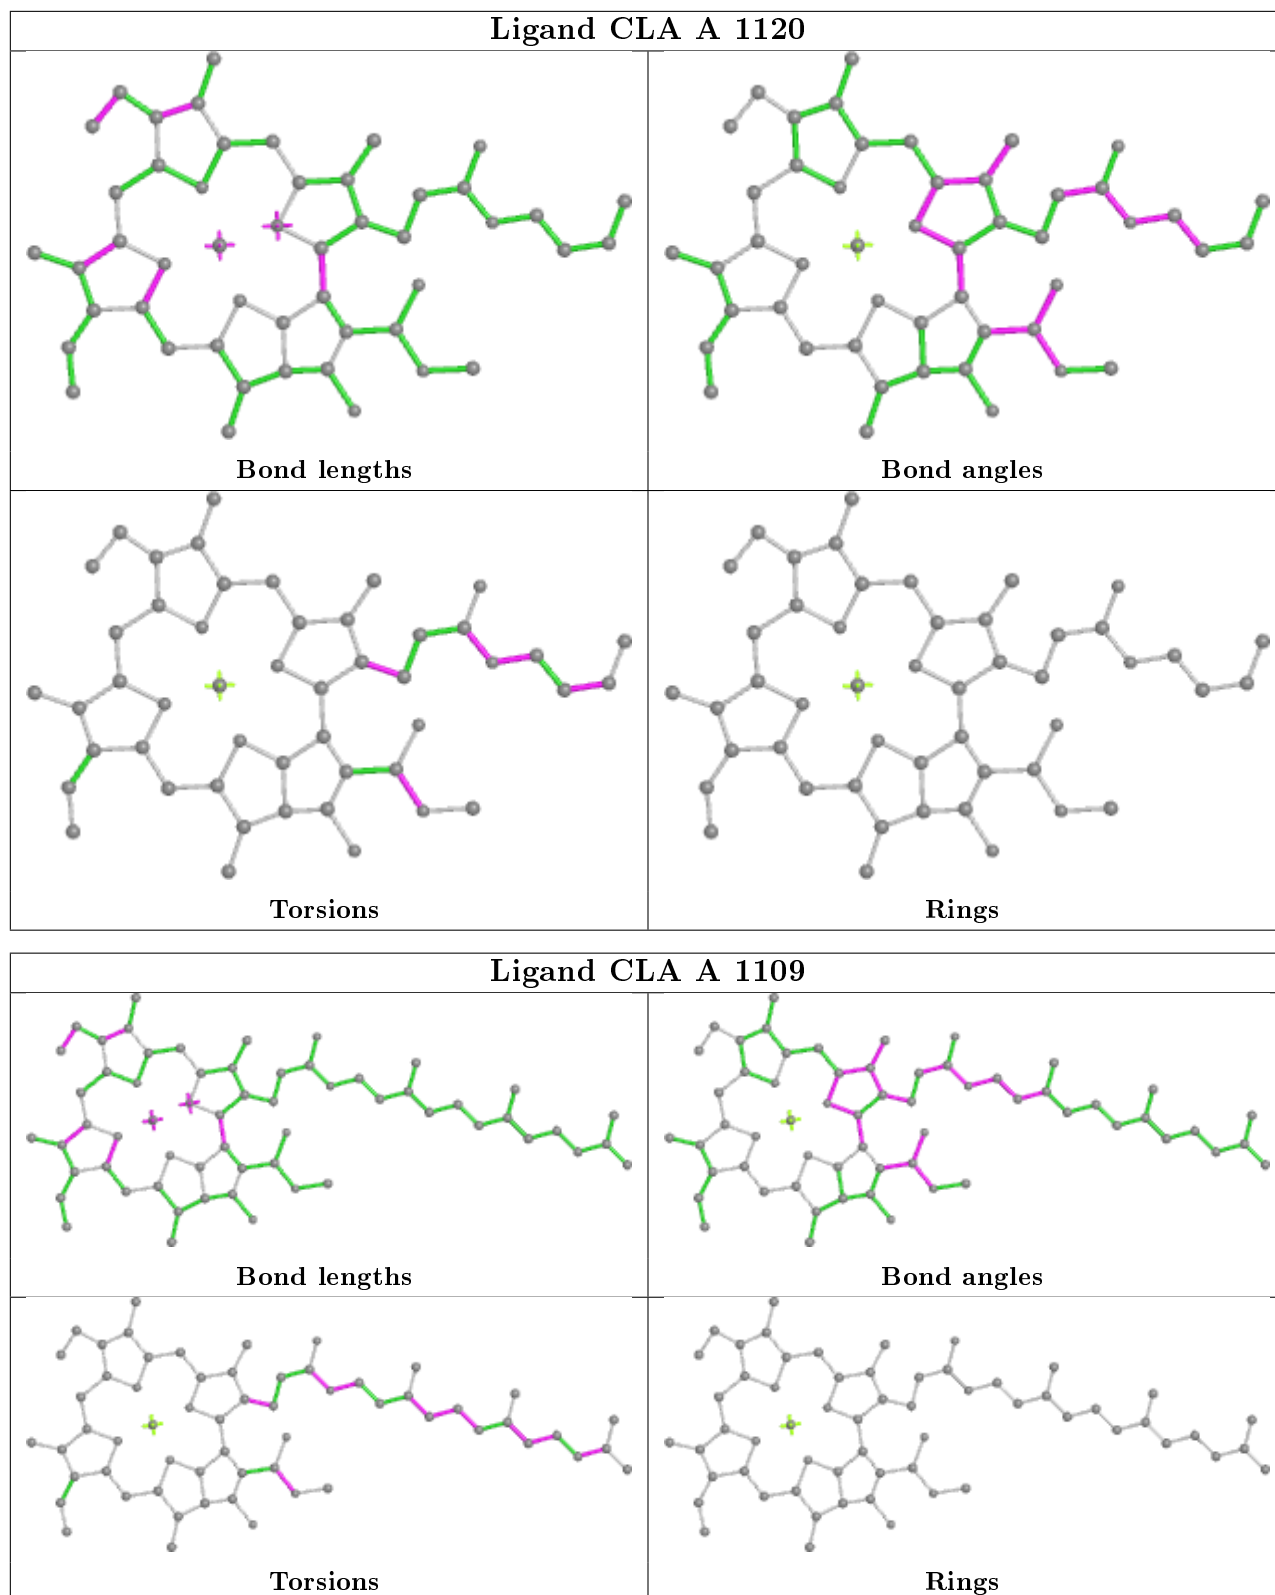 Ligand CLA A 1120
Bond lengths
Bond angles
Torsions
Rings
Ligand CLA A 1109
Bond lengths
Bond angles
Torsions
Rings